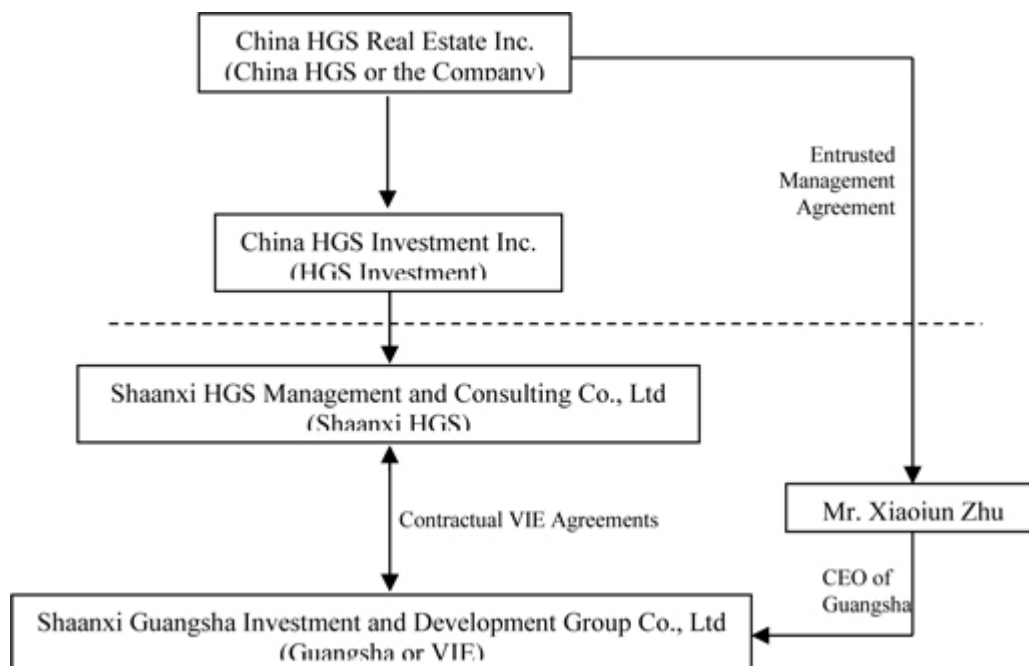 China HGS Real Estate Inc.
(China HGS or the Company)
Entrusted
Management
Agreement
China HGS Investment Inc.
(HGS Investment)
Shaanxi HGS Management and Consulting Co., Ltd
(Shaanxi HGS)
Contractual VIE Agreements
Mr. Xiaojun Zhu
CEO of
Guangsha
Shaanxi Guangsha Investment and Development Group Co., Ltd
(Guangsha or VIE)